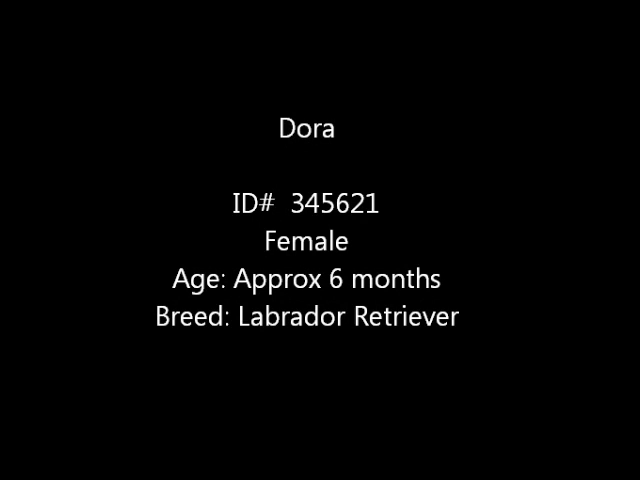 Dora
ID#  345621
Female
Age: Approx 6 months
Breed: Labrador Retriever